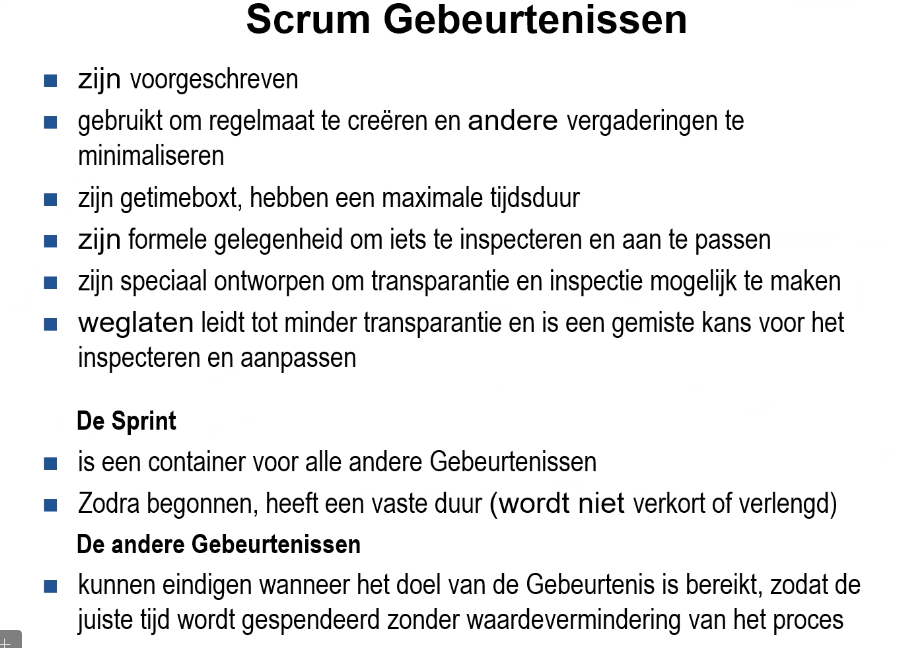 Scrum Gebeurtenissen
zijn voorgeschreven
gebruikt om regelmaat te creëren en andere vergaderingen te
minimaliseren
zijn getimeboxt, hebben een maximale tijdsduur
zijn formele gelegenheid om iets te inspecteren en aan te passen
zijn speciaal ontworpen om transparantie en inspectie mogelijk te maken
weglaten leidt tot minder transparantie en is een gemiste kans voor het
inspecteren en aanpassen
De Sprint
is een container voor alle andere Gebeurtenissen
Zodra begonnen, heeft een vaste duur (wordt niet verkort of verlengd)
De andere Gebeurtenissen
kunnen eindigen wanneer het doel van de Gebeurtenis is bereikt, zodat de
juiste tijd wordt gespendeerd zonder waardevermindering van het proces